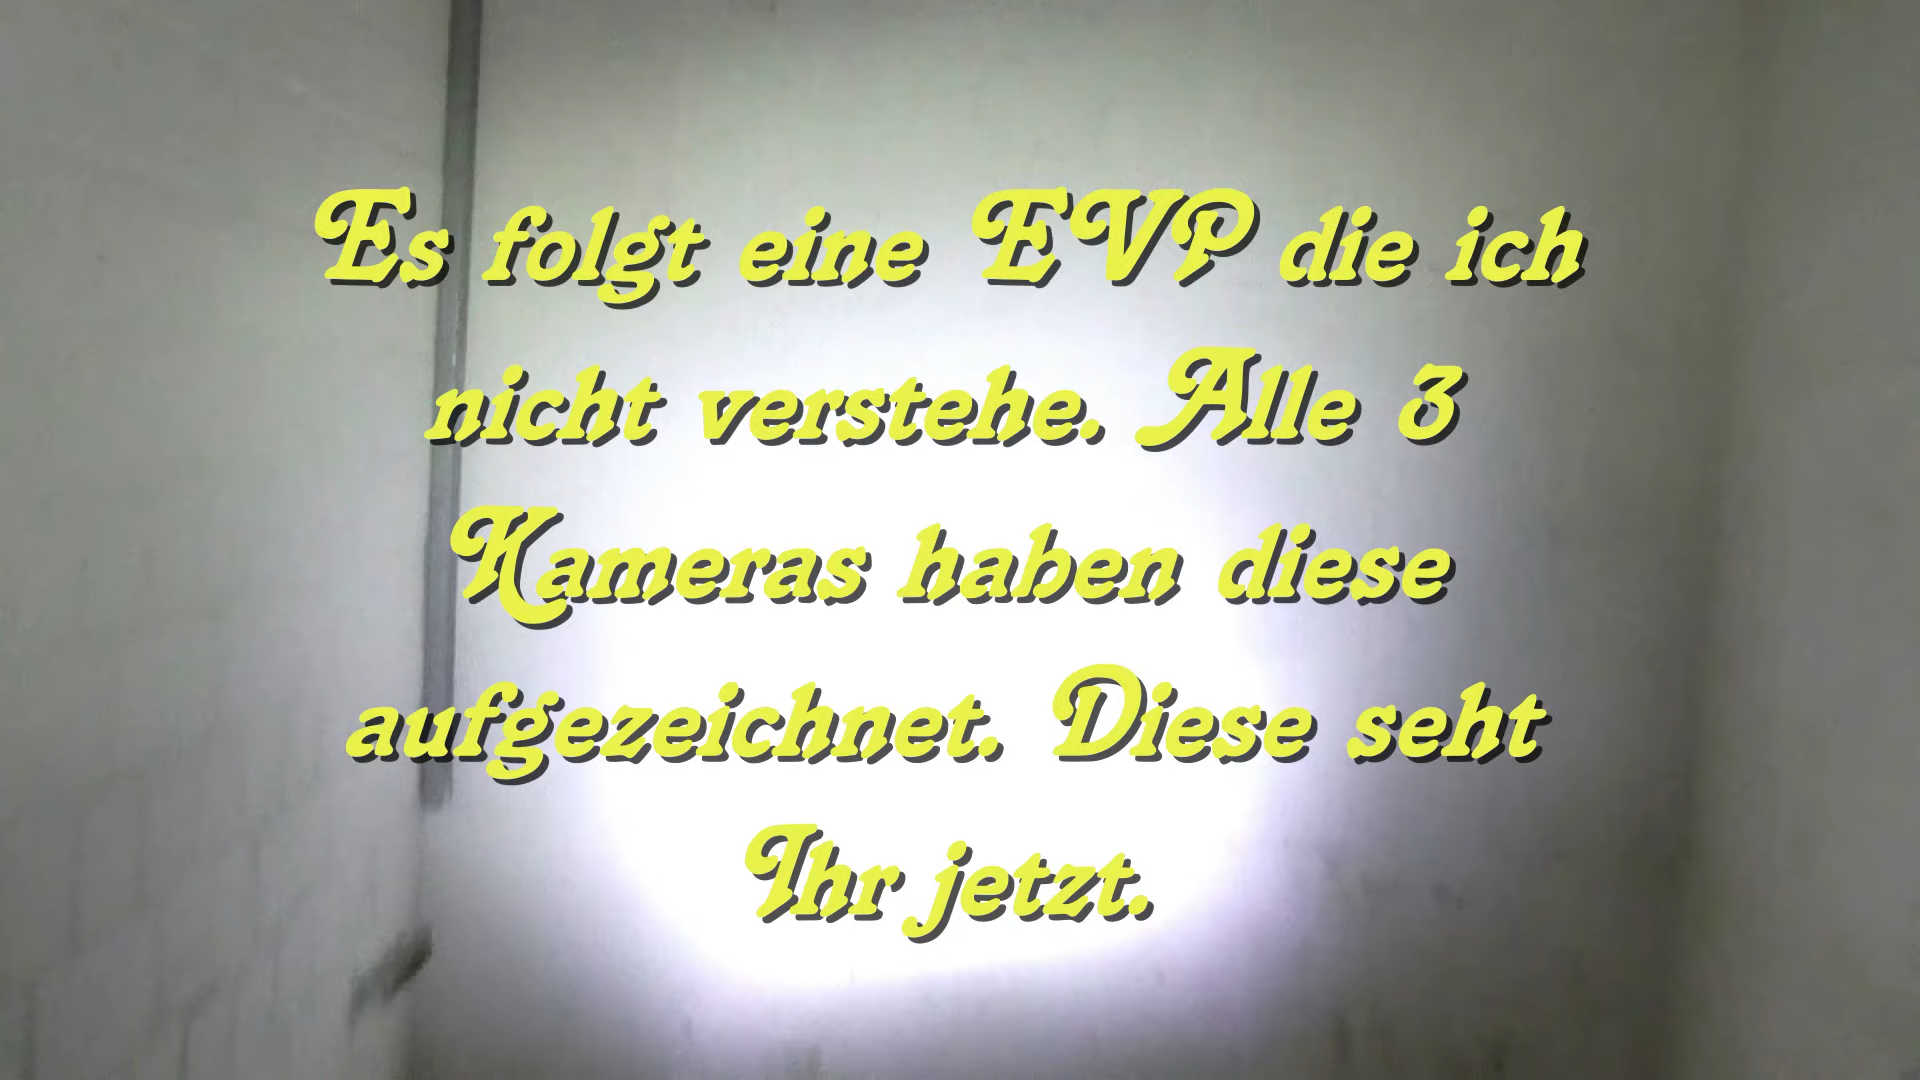 Es folgt eine EVP die ich
nicht verstehe. Alle 3
Kameras haben diese
aufgezeichnet. Diese seht
Ihr jetzt.